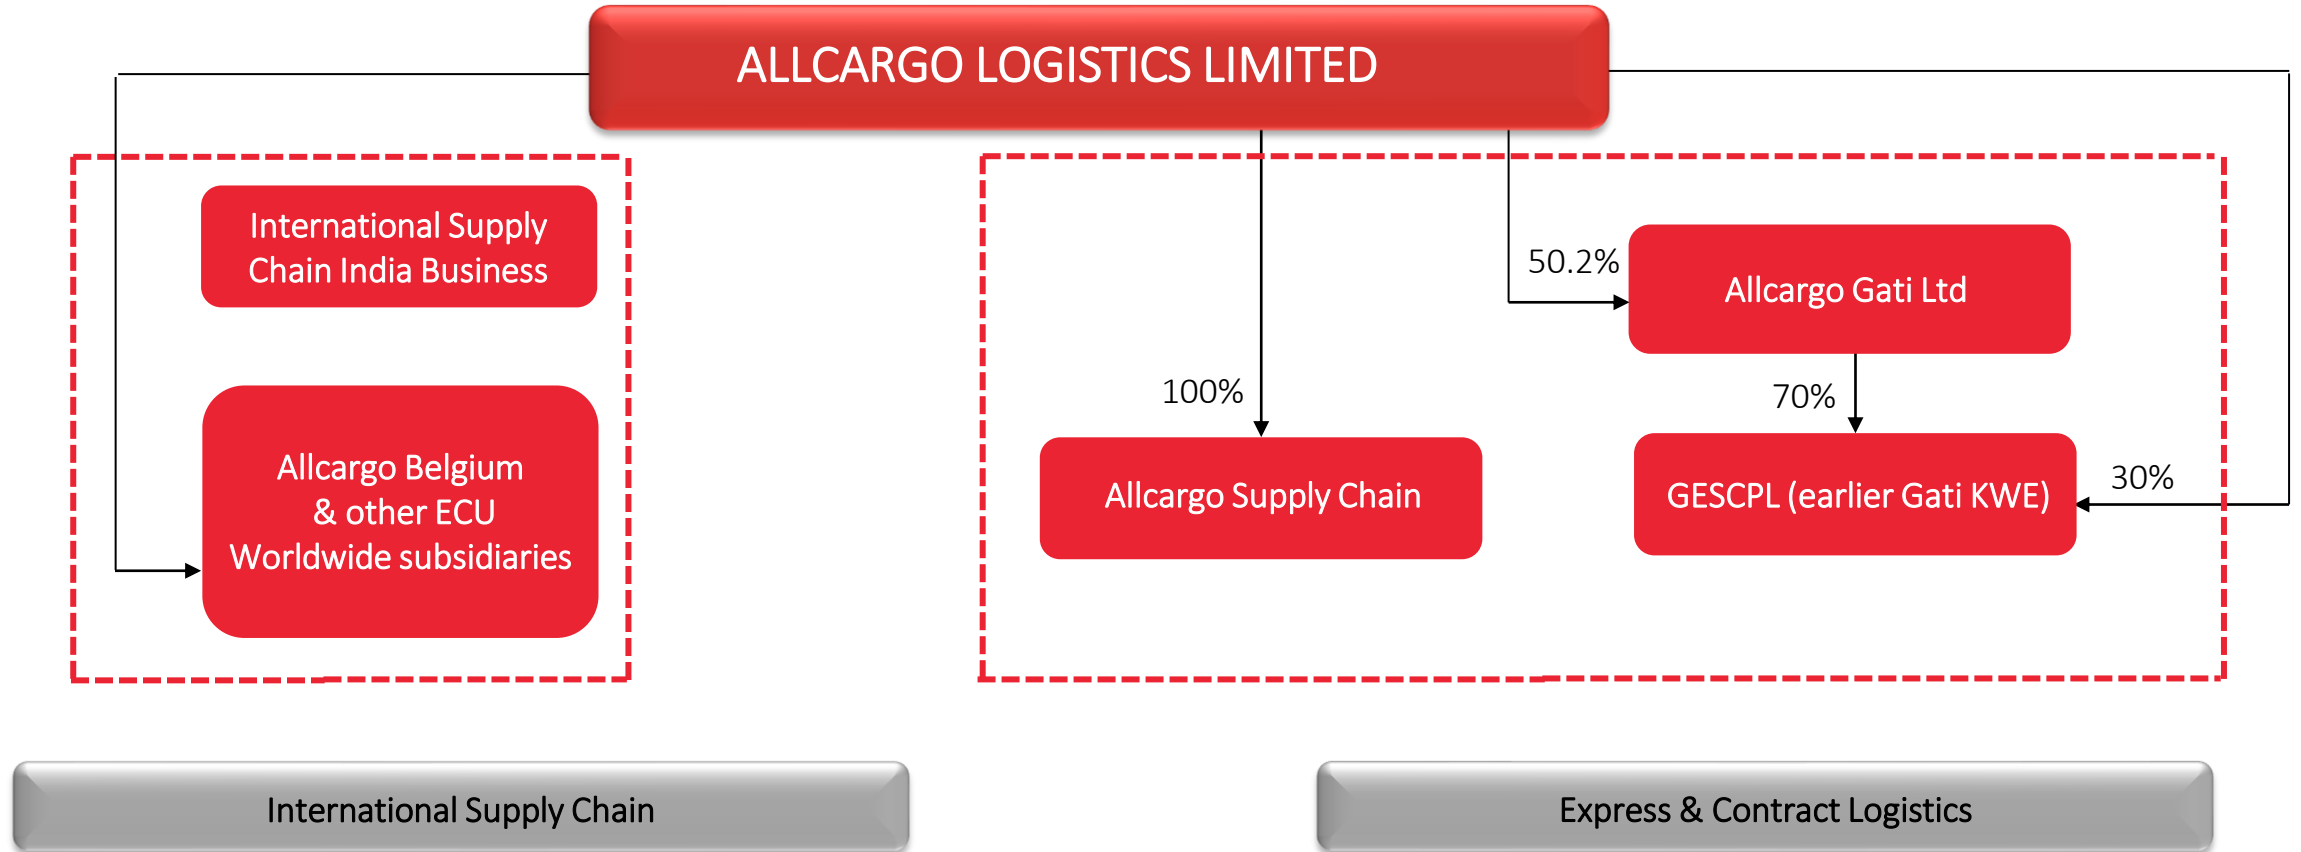 ALLCARGO LOGISTICS LIMITED
International Supply
Chain India Business
Allcargo Belgium
& other ECU
Worldwide subsidiaries
50.2%
Allcargo Gati Ltd
100%
70%
Allcargo Supply Chain
GESCPL (earlier Gati KWE)
30%
International Supply Chain
Express & Contract Logistics